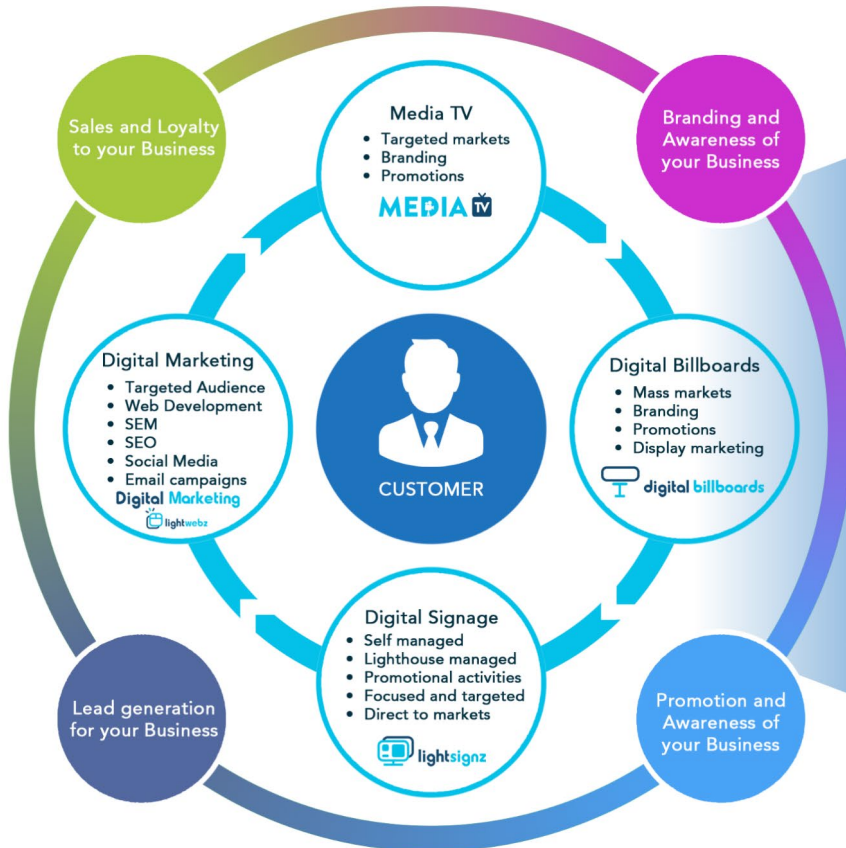 Sales and Loyalty
to your Business
Media TV
• Targeted markets
• Branding
• Promotions
MEDIA TV
Branding and
Awareness of
your Business
Digital Marketing
• Targeted Audience
• Web Development
• SEM
• SEO
• Social Media
• Email campaigns
Digital Marketing
lightwebz
CUSTOMER
Digital Billboards
• Mass markets
• Branding
• Promotions
• Display marketing
digital billboards
Lead generation
for your Business
Digital Signage
• Self managed
• Lighthouse managed
• Promotional activities
• Focused and targeted
• Direct to markets
lightsignz
Promotion and
Awareness of
your Business